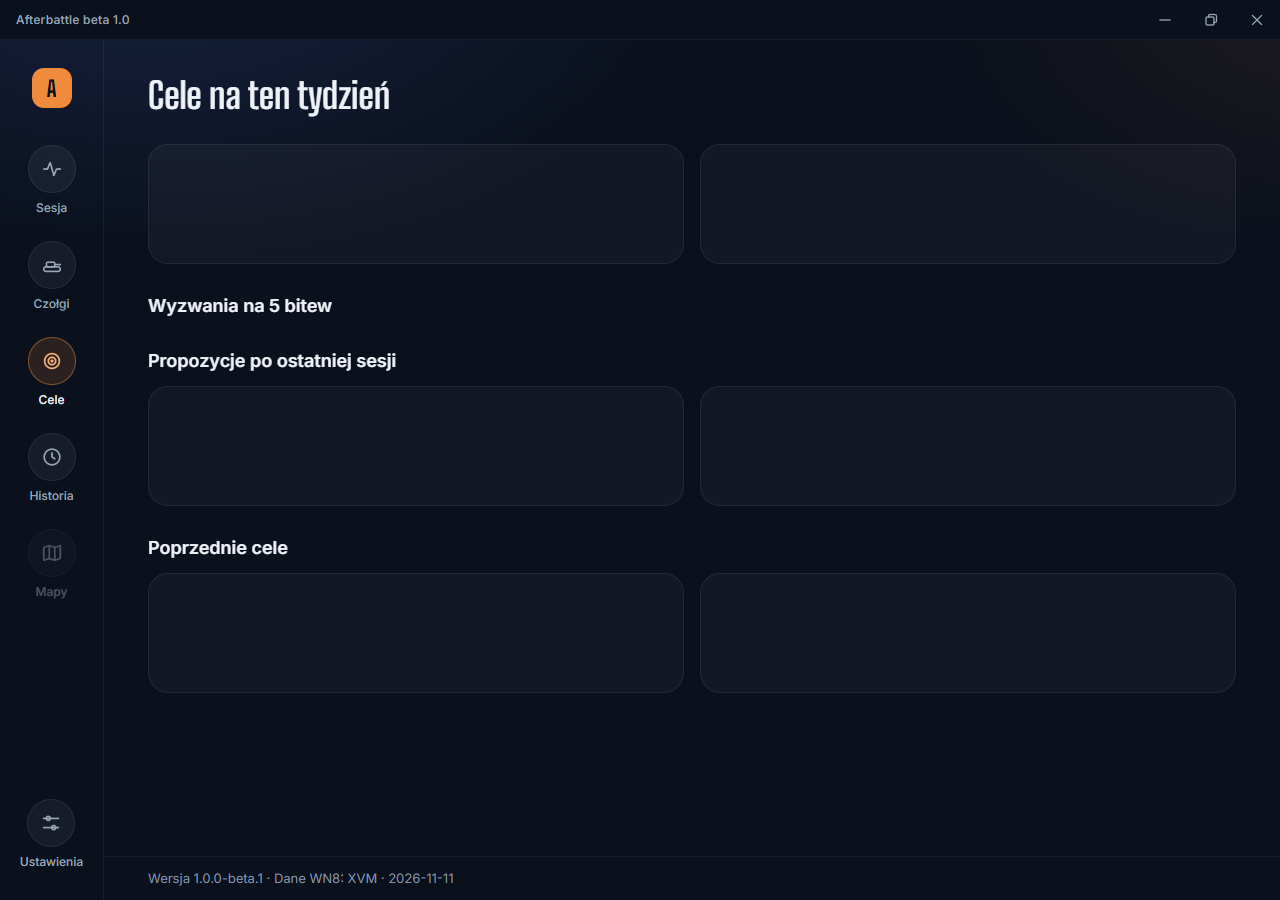 Afterbattle beta 1.0
A
Cele na ten tydzień
Sesja
Czołgi
Wyzwania na 5 bitew
Propozycje po ostatniej sesji
Cele
Historia
Poprzednie cele
Mapy
Ustawienia
Wersja 1.0.0-beta.1 · Dane WN8: XVM · 2026-11-11